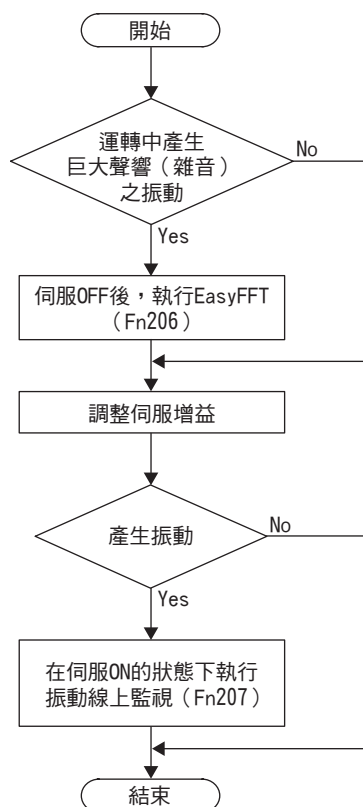 開始
運轉中產生
巨大聲響（雜音）
之振動
No
Yes
伺服OFF後，執行EasyFFT
（Fn206）
調整伺服增益
產生振動
No
Yes
在伺服ON的狀態下執行
振動線上監視（Fn207）
結束